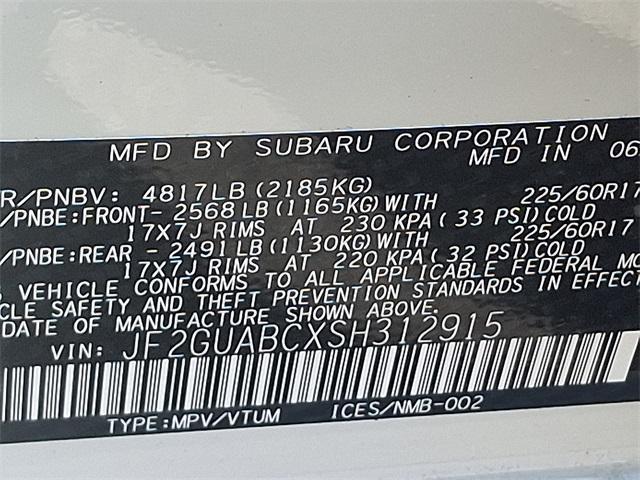 MFD BY SUBARU CORPORATION
MFD IN 06
R/PNBV: 4817LB (2185KG)
/PNBE:FRONT- 2568 LB (1165KG)WITH 225/60R17
17X7J RIMS AT 230 KPA (33 PSI)COLD
/PNBE:REAR - 2491LB (1130KG)WITH 225/60R17
17X7J RIMS AT 220 KPA (32 PSI)COLD
VEHICLE CONFORMS TO ALL APPLICABLE FEDERAL MO
CLE SAFETY AND THEFT PREVENTION STANDARDS IN EFFECT
DATE OF MANUFACTURE SHOWN ABOVE.
VIN: JF2GUABCXSH312915
TYPE:MPV/VTUM ICES/NMB-002